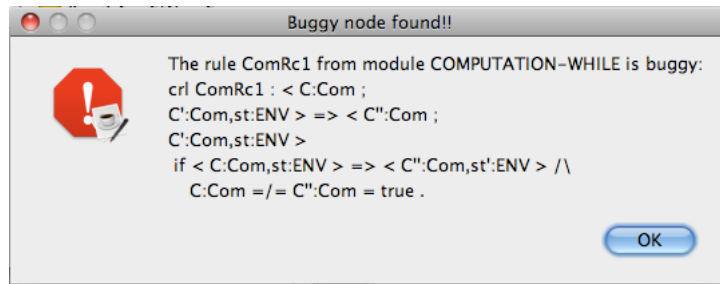 Buggy node found!!
The rule ComRc1 from module COMPUTATION-WHILE is buggy:
crl ComRc1 : < C:Com ;
C':Com,st:ENV > => < C'':Com ;
C':Com,st:ENV >
if < C:Com,st:ENV > => < C'':Com,st':ENV > /\
C:Com =/= C'':Com = true .
OK